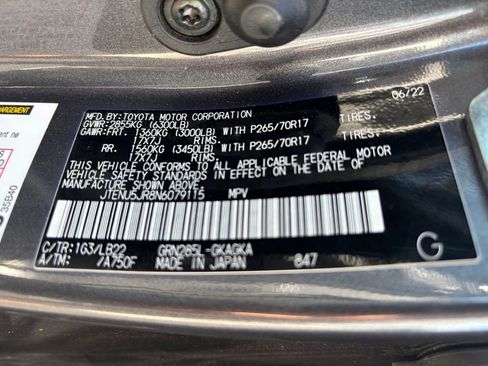 MFD. BY: TOYOTA MOTOR CORPORATION 06/22
GVWR: 2855KG (6300LB)
GAWR: FRT. 1360KG (3000LB) WITH P265/70R17 TIRES.
17X7J RIMS.
RR. 1560KG (3450LB) WITH P265/70R17 TIRES.
17X7J RIMS.
THIS VEHICLE CONFORMS TO ALL APPLICABLE FEDERAL MOTOR
VEHICLE SAFETY STANDARDS IN EFFECT ON THE DATE OF MANUFACTURE SHOWN ABOVE.
JTENU5JR8N6079115 MPV
C/TR: 1G3/LB22 GRN285L-GKAGKA
A/TM: /A750F MADE IN JAPAN 847
G
35B40